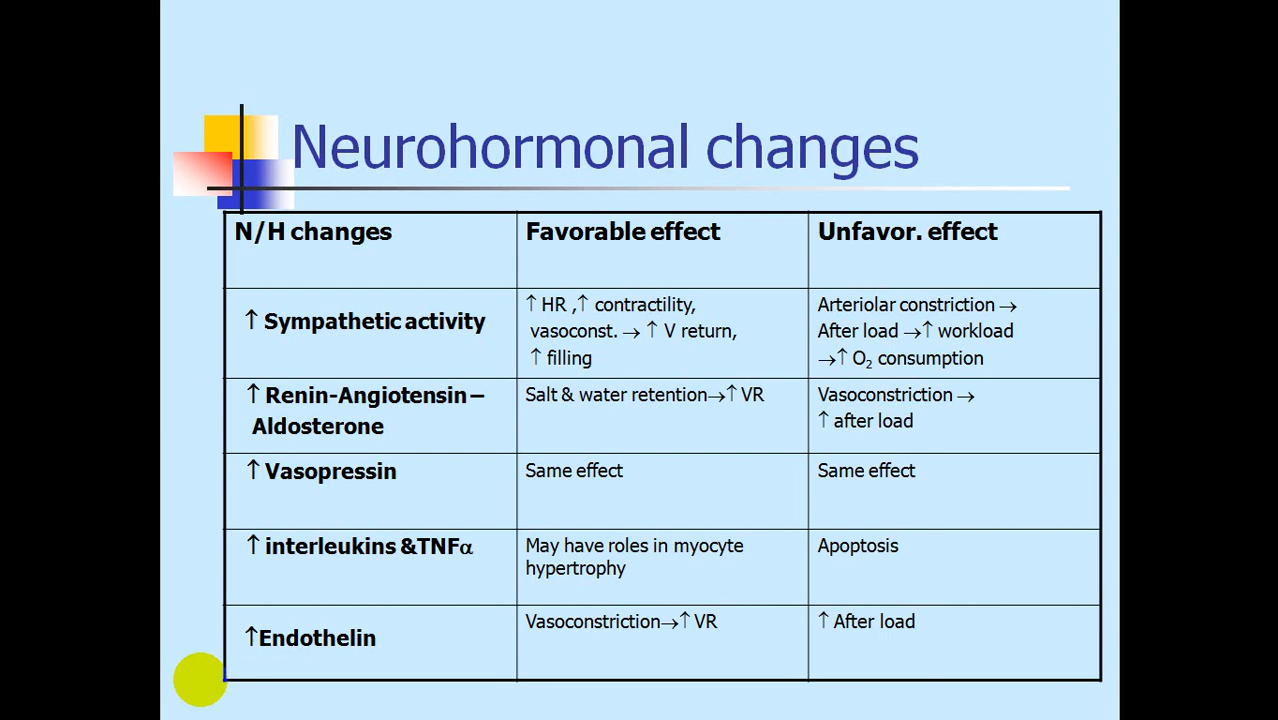 Neurohormonal changes
N/H changes
Favorable effect
Unfavor. effect
↑ Sympathetic activity
↑ HR ,↑ contractility,
vasoconst. → ↑ V return,
↑ filling
Arteriolar constriction →
After load →↑ workload
→↑ O₂ consumption
↑ Renin-Angiotensin –
Aldosterone
Salt & water retention→↑ VR
Vasoconstriction →
↑ after load
↑ Vasopressin
Same effect
Same effect
↑ interleukins &TNFα
May have roles in myocyte
hypertrophy
Apoptosis
↑Endothelin
Vasoconstriction→↑ VR
↑ After load